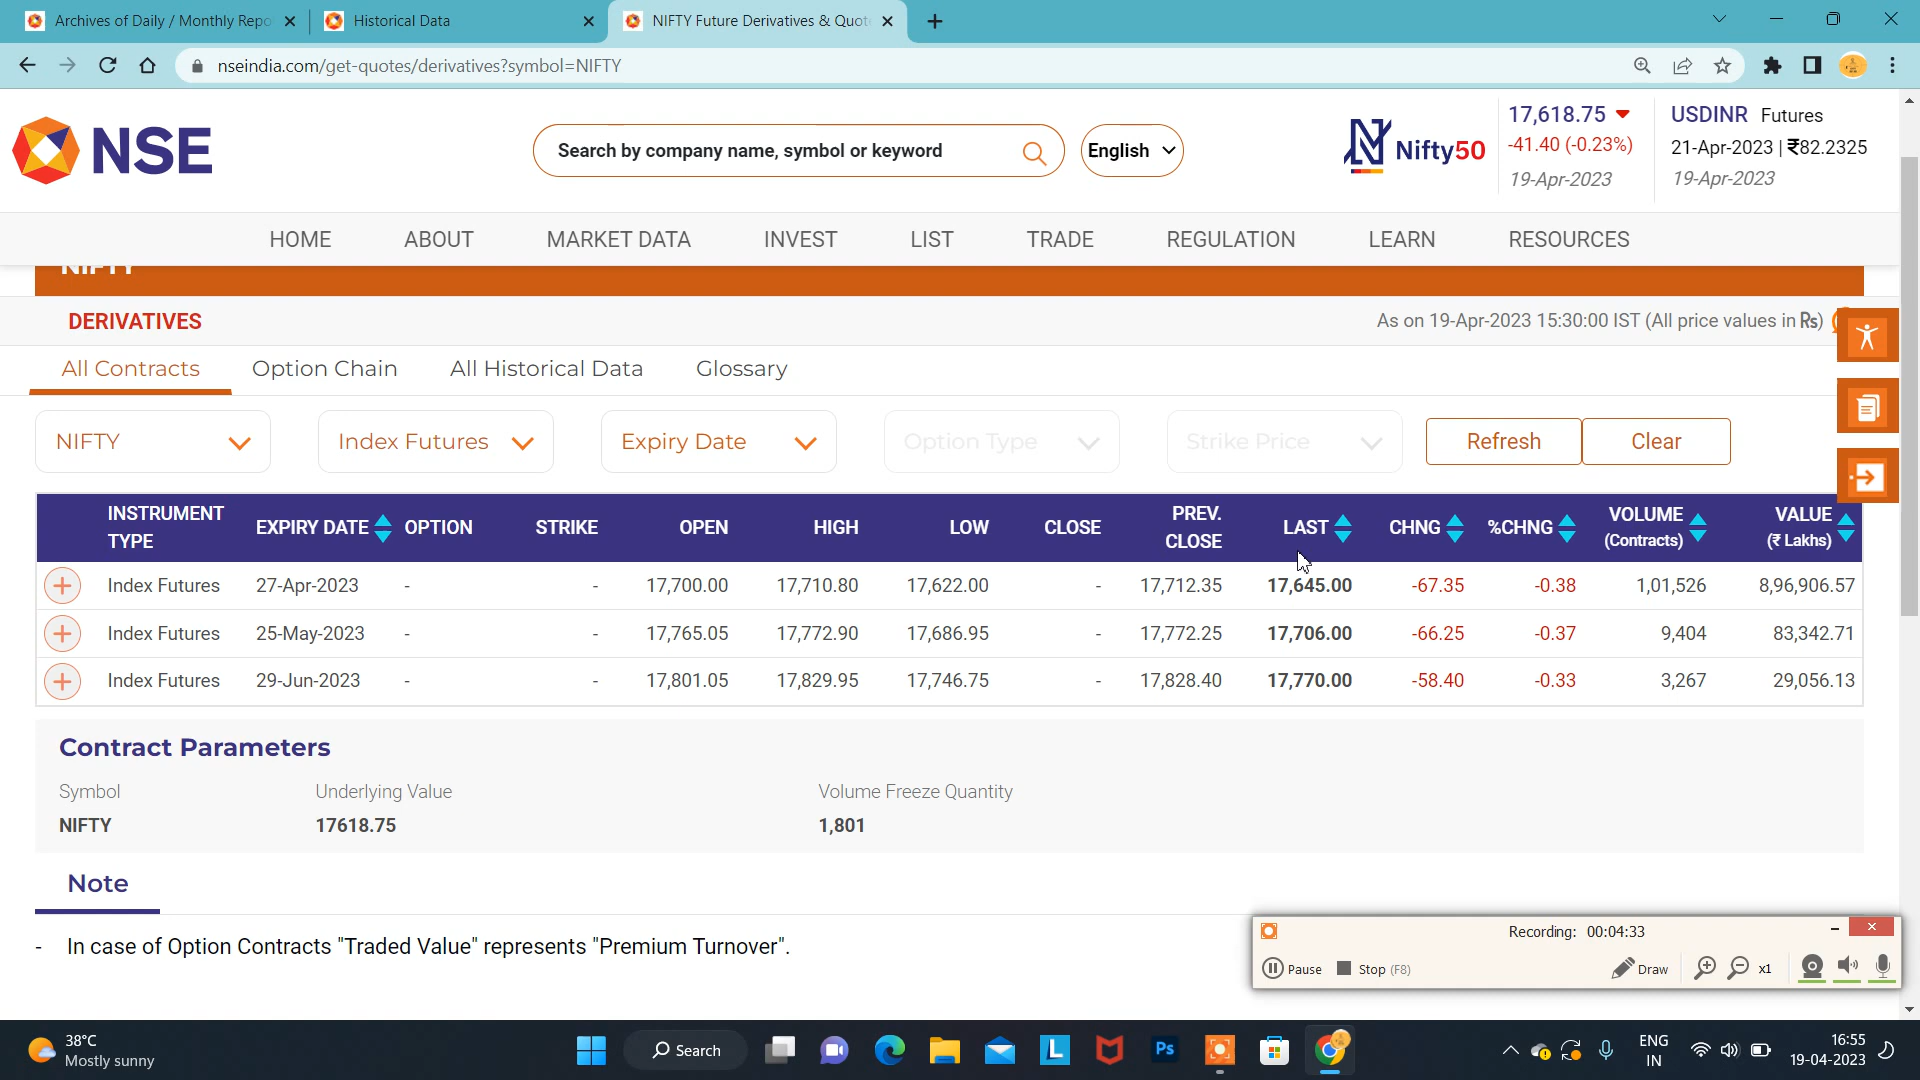 Archives of Daily / Monthly Repo
Historical Data
NIFTY Future Derivatives & Quot
nseindia.com/get-quotes/derivatives?symbol=NIFTY
NSE
Search by company name, symbol or keyword
English
Nifty50
17,618.75
-41.40 (-0.23%)
19-Apr-2023
USDINR Futures
21-Apr-2023 | ₹82.2325
19-Apr-2023
HOME ABOUT MARKET DATA INVEST LIST TRADE REGULATION LEARN RESOURCES
NIFTY
DERIVATIVES
As on 19-Apr-2023 15:30:00 IST (All price values in Rs)
All Contracts Option Chain All Historical Data Glossary
NIFTY Index Futures Expiry Date Option Type Strike Price Refresh Clear
INSTRUMENT TYPE EXPIRY DATE OPTION STRIKE OPEN HIGH LOW CLOSE PREV. CLOSE LAST CHNG %CHNG VOLUME (Contracts) VALUE (₹ Lakhs)
Index Futures 27-Apr-2023 - - 17,700.00 17,710.80 17,622.00 - 17,712.35 17,645.00 -67.35 -0.38 1,01,526 8,96,906.57
Index Futures 25-May-2023 - - 17,765.05 17,772.90 17,686.95 - 17,772.25 17,706.00 -66.25 -0.37 9,404 83,342.71
Index Futures 29-Jun-2023 - - 17,801.05 17,829.95 17,746.75 - 17,828.40 17,770.00 -58.40 -0.33 3,267 29,056.13
Contract Parameters
Symbol Underlying Value Volume Freeze Quantity
NIFTY 17618.75 1,801
Note
- In case of Option Contracts "Traded Value" represents "Premium Turnover".
Recording: 00:04:33
Pause Stop (F8) Draw x1
38°C
Mostly sunny
Search
L
Ps
ENG
IN
16:55
19-04-2023